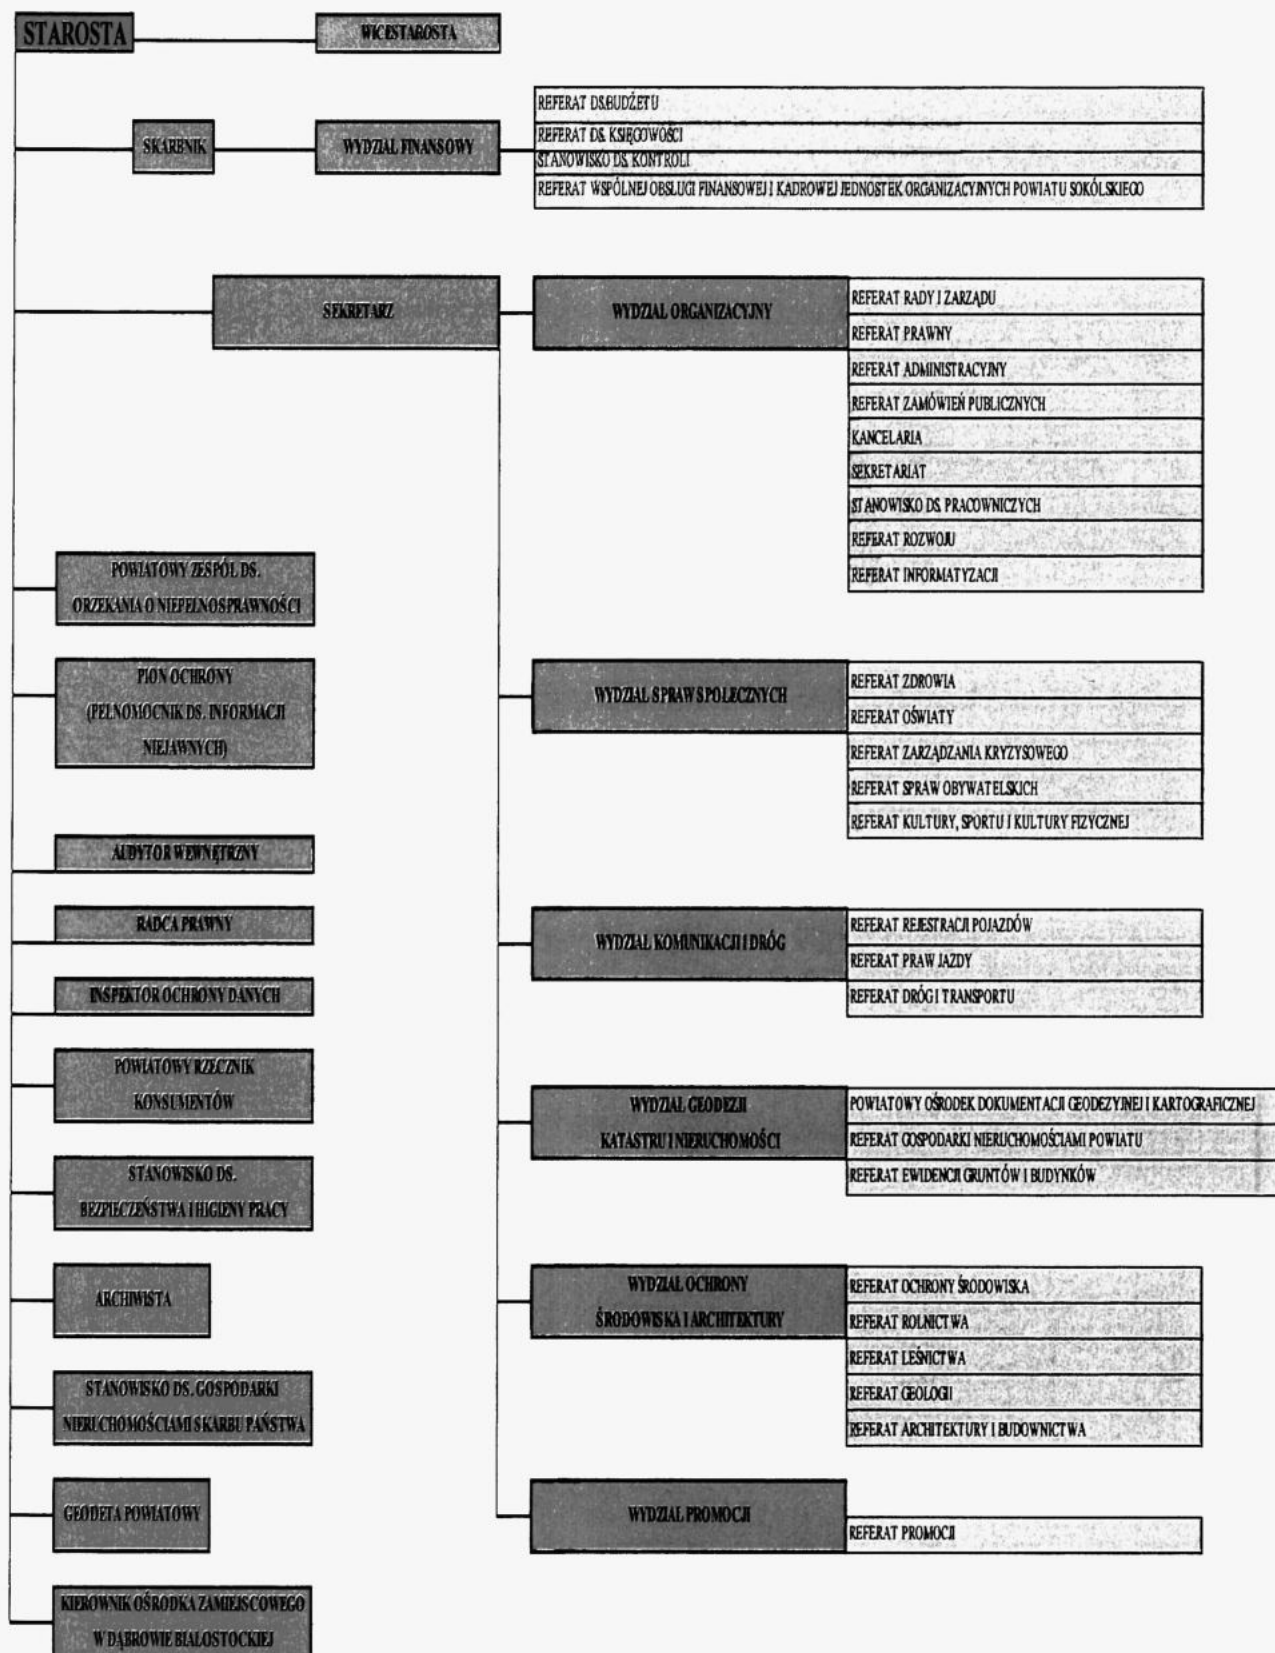 STAROSTA
WICESTAROSTA
SKARBNIK
WYDZIAŁ FINANSOWY
REFERAT DS.BUDŻETU
REFERAT DS. KSIĘGOWOŚCI
STANOWISKO DS. KONTROLI
REFERAT WSPÓLNEJ OBSŁUGI FINANSOWEJ I KADROWEJ JEDNOSTEK ORGANIZACYJNYCH POWIATU SOKÓLSKIEGO
SEKRETARZ
WYDZIAŁ ORGANIZACYJNY
REFERAT RADY I ZARZĄDU
REFERAT PRAWNY
REFERAT ADMINISTRACYJNY
REFERAT ZAMÓWIEŃ PUBLICZNYCH
KANCELARIA
SEKRETARIAT
STANOWISKO DS. PRACOWNICZYCH
REFERAT ROZWOJU
REFERAT INFORMATYZACJI
POWIATOWY ZESPÓŁ DS.
ORZEKANIA O NIEPEŁNOSPRAWNOŚCI
PION OCHRONY
(PEŁNOMOCNIK DS. INFORMACJI
NIEJAWNYCH)
AUDYTOR WEWNĘTRZNY
RADCA PRAWNY
INSPEKTOR OCHRONY DANYCH
POWIATOWY RZECZNIK
KONSUMENTÓW
STANOWISKO DS.
BEZPIECZEŃSTWA I HIGIENY PRACY
ARCHIWISTA
STANOWISKO DS. GOSPODARKI
NIERUCHOMOŚCIAMI SKARBU PAŃSTWA
GEODETA POWIATOWY
KIEROWNIK OŚRODKA ZAMIEJSCOWEGO
W DĄBROWIE BIAŁOSTOCKIEJ
WYDZIAŁ SPRAW SPOŁECZNYCH
REFERAT ZDROWIA
REFERAT OŚWIATY
REFERAT ZARZĄDZANIA KRYZYSOWEGO
REFERAT SPRAW OBYWATELSKICH
REFERAT KULTURY, SPORTU I KULTURY FIZYCZNEJ
WYDZIAŁ KOMUNIKACJI I DRÓG
REFERAT REJESTRACJI POJAZDÓW
REFERAT PRAW JAZDY
REFERAT DRÓG I TRANSPORTU
WYDZIAŁ GEODEZJI
KATASTRU I NIERUCHOMOŚCI
POWIATOWY OŚRODEK DOKUMENTACJI GEODEZYJNEJ I KARTOGRAFICZNEJ
REFERAT GOSPODARKI NIERUCHOMOŚCIAMI POWIATU
REFERAT EWIDENCJI GRUNTÓW I BUDYNKÓW
WYDZIAŁ OCHRONY
ŚRODOWISKA I ARCHITEKTURY
REFERAT OCHRONY ŚRODOWISKA
REFERAT ROLNICTWA
REFERAT LEŚNICTWA
REFERAT GEOLOGII
REFERAT ARCHITEKTURY I BUDOWNICTWA
WYDZIAŁ PROMOCJI
REFERAT PROMOCJI